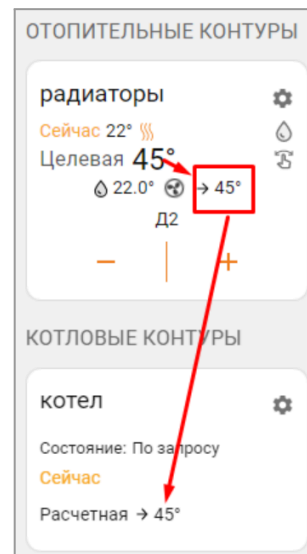 ОТОПИТЕЛЬНЫЕ КОНТУРЫ
радиаторы
Сейчас 22°
Целевая 45°
22.0° → 45°
Д2
− +
КОТЛОВЫЕ КОНТУРЫ
котел
Состояние: По запросу
Сейчас
Расчетная → 45°